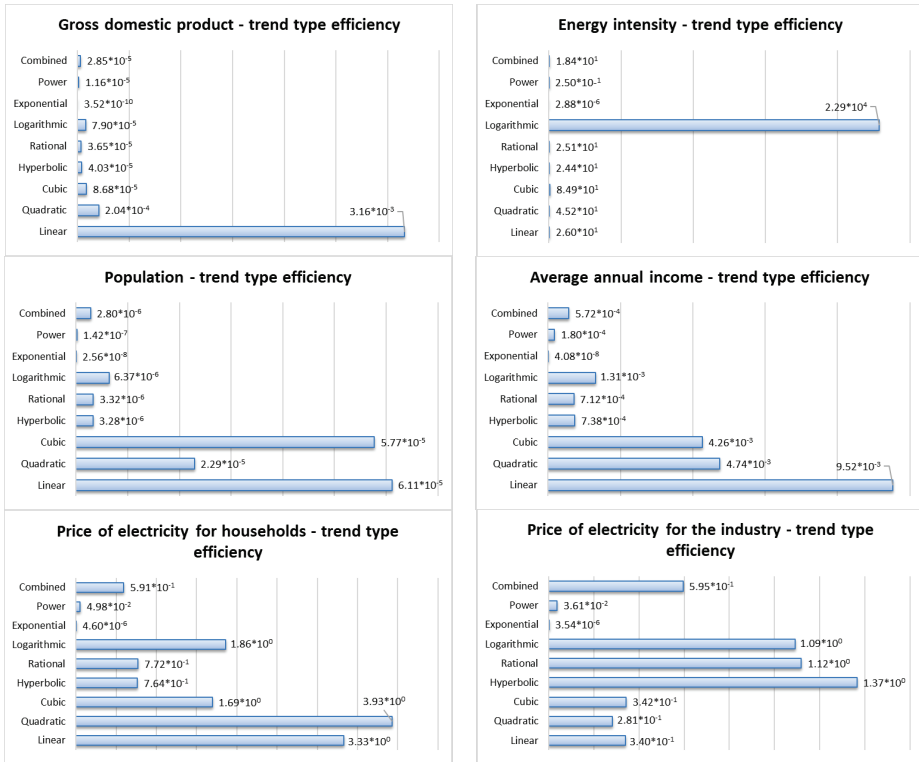 Gross domestic product - trend type efficiency
Combined 2.85*10⁻⁵
Power 1.16*10⁻⁵
Exponential 3.52*10⁻¹⁰
Logarithmic 7.90*10⁻⁵
Rational 3.65*10⁻⁵
Hyperbolic 4.03*10⁻⁵
Cubic 8.68*10⁻⁵
Quadratic 2.04*10⁻⁴
Linear 3.16*10⁻³
Energy intensity - trend type efficiency
Combined 1.84*10¹
Power 2.50*10⁻¹
Exponential 2.88*10⁻⁶
Logarithmic 2.29*10⁴
Rational 2.51*10¹
Hyperbolic 2.44*10¹
Cubic 8.49*10¹
Quadratic 4.52*10¹
Linear 2.60*10¹
Population - trend type efficiency
Combined 2.80*10⁻⁶
Power 1.42*10⁻⁷
Exponential 2.56*10⁻⁸
Logarithmic 6.37*10⁻⁶
Rational 3.32*10⁻⁶
Hyperbolic 3.28*10⁻⁶
Cubic 5.77*10⁻⁵
Quadratic 2.29*10⁻⁵
Linear 6.11*10⁻⁵
Average annual income - trend type efficiency
Combined 5.72*10⁻⁴
Power 1.80*10⁻⁴
Exponential 4.08*10⁻⁸
Logarithmic 1.31*10⁻³
Rational 7.12*10⁻⁴
Hyperbolic 7.38*10⁻⁴
Cubic 4.26*10⁻³
Quadratic 4.74*10⁻³
Linear 9.52*10⁻³
Price of electricity for households - trend type
efficiency
Combined 5.91*10⁻¹
Power 4.98*10⁻²
Exponential 4.60*10⁻⁶
Logarithmic 1.86*10⁰
Rational 7.72*10⁻¹
Hyperbolic 7.64*10⁻¹
Cubic 1.69*10⁰
Quadratic 3.93*10⁰
Linear 3.33*10⁰
Price of electricity for the industry - trend type
efficiency
Combined 5.95*10⁻¹
Power 3.61*10⁻²
Exponential 3.54*10⁻⁶
Logarithmic 1.09*10⁰
Rational 1.12*10⁰
Hyperbolic 1.37*10⁰
Cubic 3.42*10⁻¹
Quadratic 2.81*10⁻¹
Linear 3.40*10⁻¹